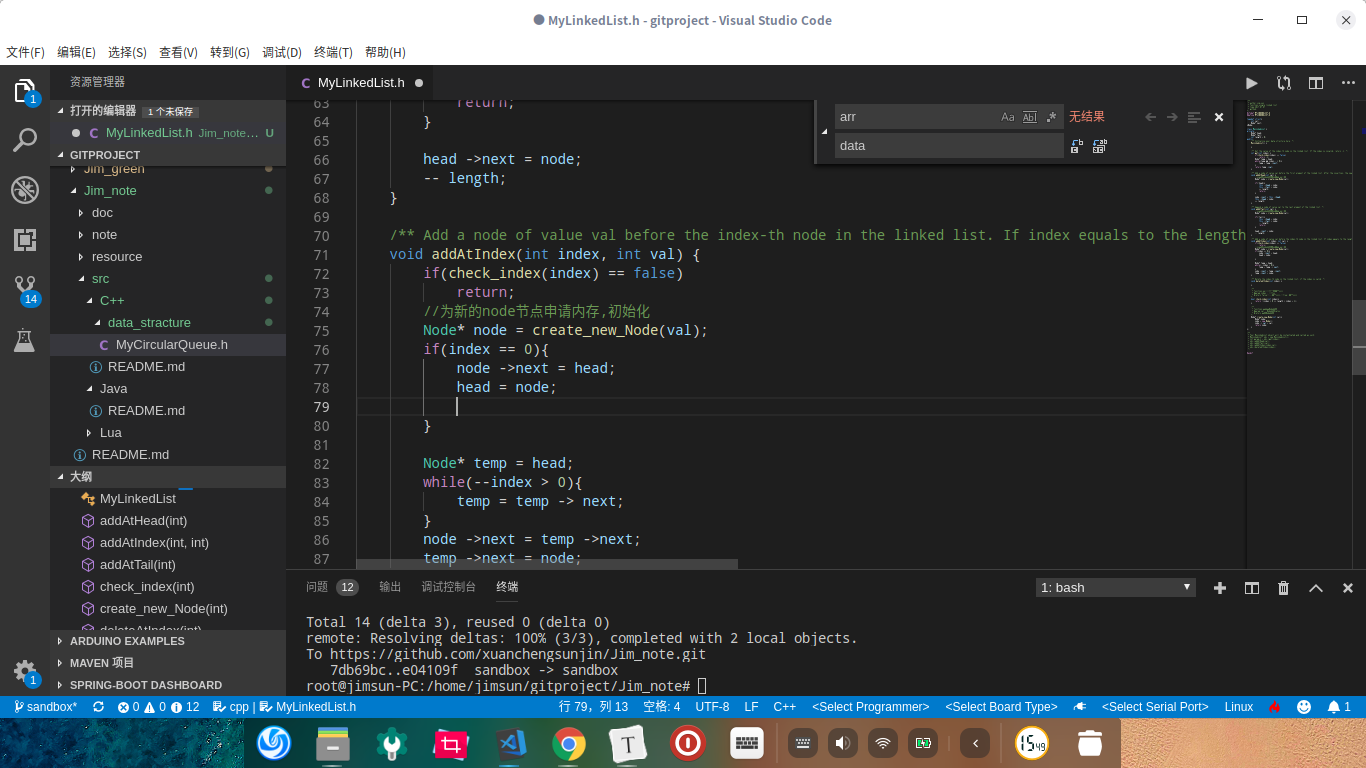 MyLinkedList.h - gitproject - Visual Studio Code
文件(F) 编辑(E) 选择(S) 查看(V) 转到(G) 调试(D) 终端(T) 帮助(H)
资源管理器
打开的编辑器 1 个未保存
MyLinkedList.h Jim_note… U
GITPROJECT
Jim_green
Jim_note
doc
note
resource
src
C++
data_stracture
C MyCircularQueue.h
README.md
Java
README.md
Lua
README.md
大纲
MyLinkedList
addAtHead(int)
addAtIndex(int, int)
addAtTail(int)
check_index(int)
create_new_Node(int)
deleteAtIndex(int)
ARDUINO EXAMPLES
MAVEN 项目
SPRING-BOOT DASHBOARD
1
14
1
C MyLinkedList.h
arr
Aa Abl .*
无结果
data
63 return;
64 }
65
66 head ->next = node;
67 -- length;
68 }
69
70 /** Add a node of value val before the index-th node in the linked list. If index equals to the length
71 void addAtIndex(int index, int val) {
72 if(check_index(index) == false)
73 return;
74 //为新的node节点申请内存,初始化
75 Node* node = create_new_Node(val);
76 if(index == 0){
77 node ->next = head;
78 head = node;
79
80 }
81
82 Node* temp = head;
83 while(--index > 0){
84 temp = temp -> next;
85 }
86 node ->next = temp ->next;
87 temp ->next = node;
问题 12 输出 调试控制台 终端
1: bash
Total 14 (delta 3), reused 0 (delta 0)
remote: Resolving deltas: 100% (3/3), completed with 2 local objects.
To https://github.com/xuanchengsunjin/Jim_note.git
7db69bc..e04109f sandbox -> sandbox
root@jimsun-PC:/home/jimsun/gitproject/Jim_note#
sandbox* 0 0 12 cpp | MyLinkedList.h 行 79，列 13 空格: 4 UTF-8 LF C++ <Select Programmer> <Select Board Type> <Select Serial Port> Linux 1
T
15 49